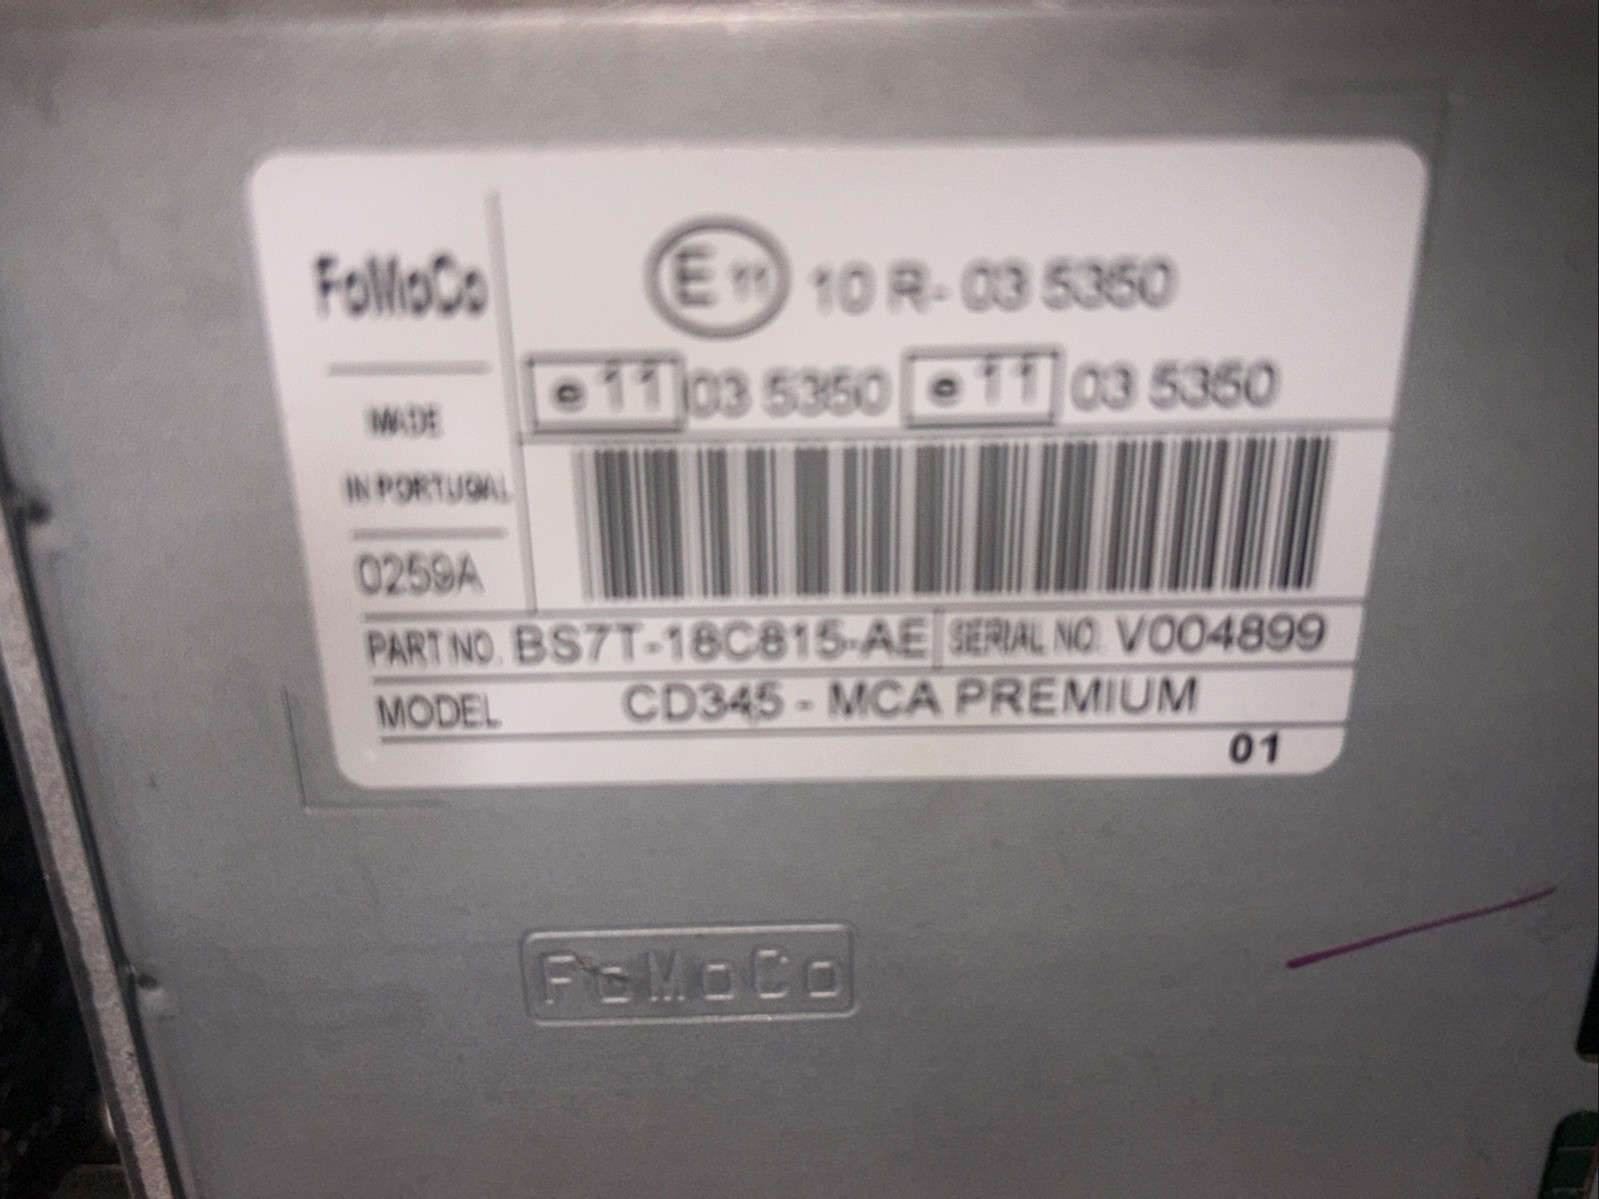 FoMoCo
E 11 10 R - 03 5350
e 11 03 5350 e 11 03 5350
MADE
IN PORTUGAL
0259A
PART NO. BS7T-18C815-AE SERIAL NO. V004899
MODEL CD345 - MCA PREMIUM
01
FoMoCo